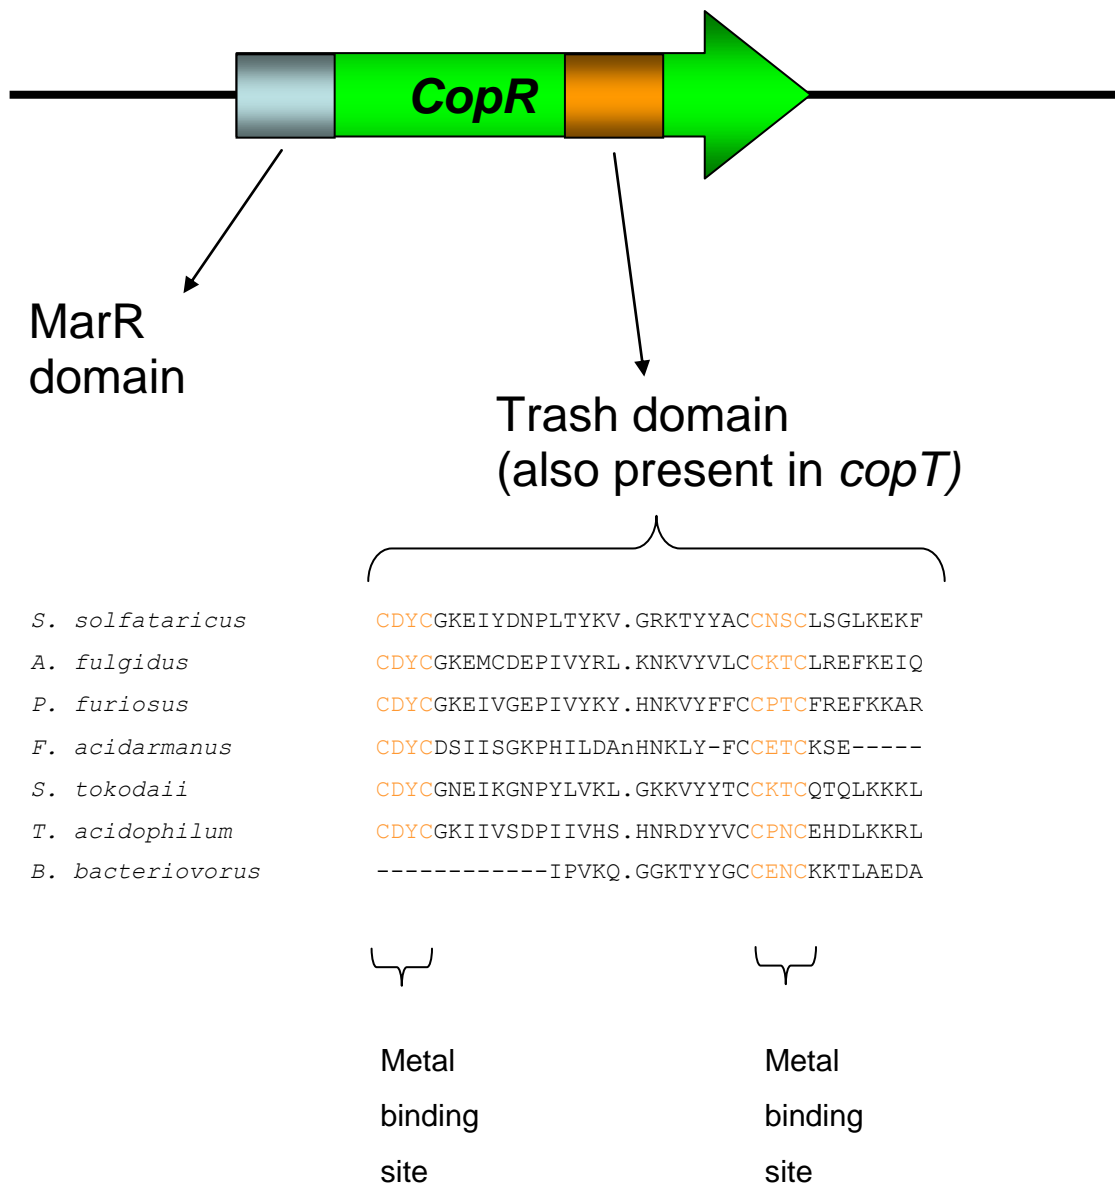 CopR
MarR
domain
Trash domain
(also present in copT)
S. solfataricus CDYCGKEIYDNPLTYKV.GRKTYYACCNSCLSGLKEKF
A. fulgidus CDYCGKEMCDEPIVYRL.KNKVYVLCCKTCLREFKEIQ
P. furiosus CDYCGKEIVGEPIVYKY.HNKVYFFCCPTCFREFKKAR
F. acidarmanus CDYCDSIISGKPHILDAnHNKLY-FCCETCKSE-----
S. tokodaii CDYCGNEIKGNPYLVKL.GKKVYYTCCKTCQTQLKKKL
T. acidophilum CDYCGKIIVSDPIIVHS.HNRDYYVCCPNCEHDLKKRL
B. bacteriovorus ------------IPVKQ.GGKTYYGCCENCKKTLAEDA
Metal
binding
site
Metal
binding
site